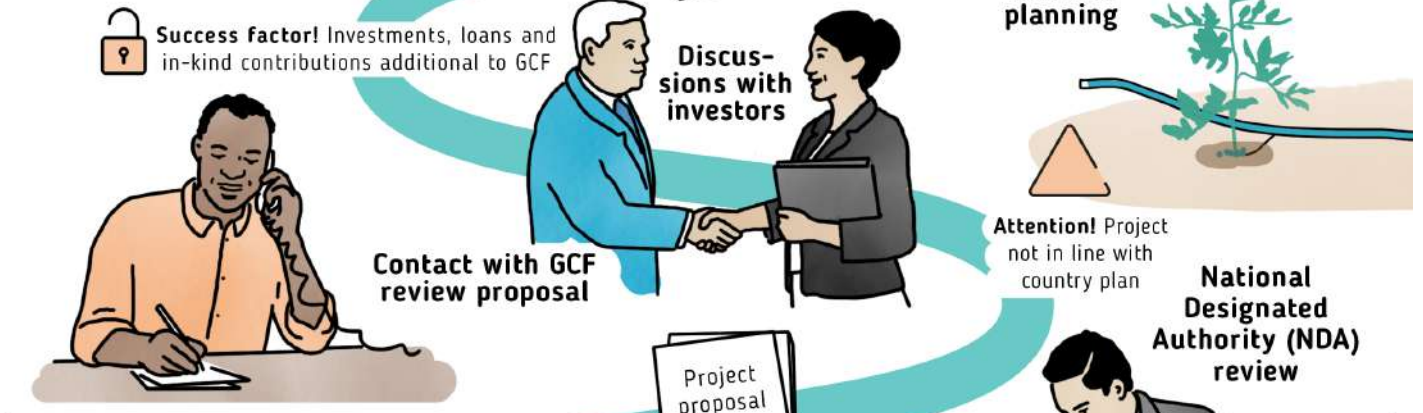 planning
Success factor! Investments, loans and
in-kind contributions additional to GCF
Discus-
sions with
investors
Attention! Project
not in line with
country plan
Contact with GCF
review proposal
National
Designated
Authority (NDA)
review
Project
proposal